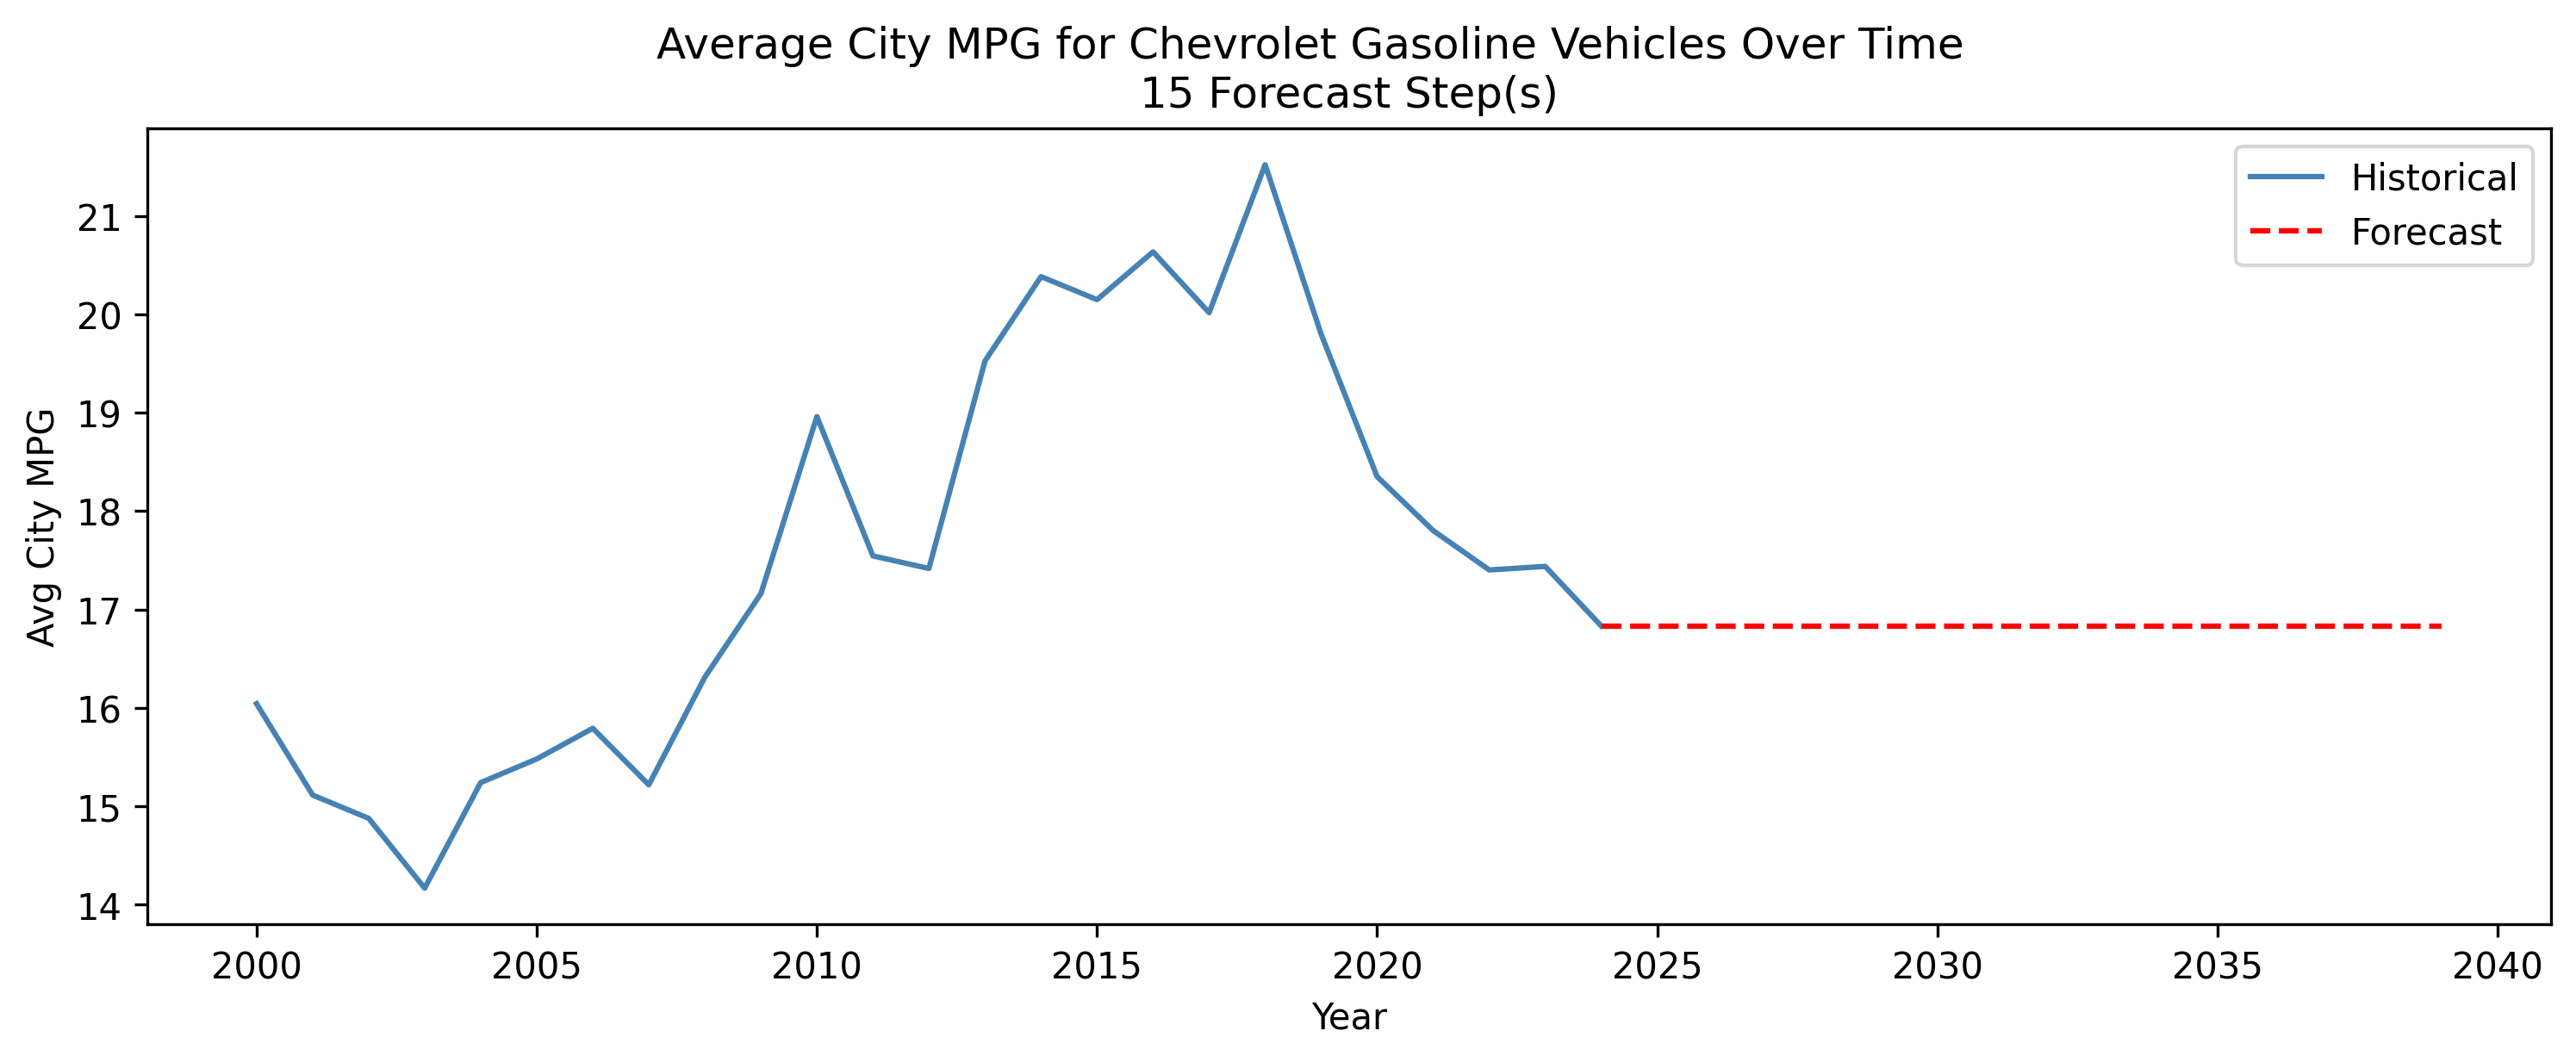 Average City MPG for Chevrolet Gasoline Vehicles Over Time
15 Forecast Step(s)
Historical
Forecast
Avg City MPG
21
20
19
18
17
16
15
14
2000 2005 2010 2015 2020 2025 2030 2035 2040
Year